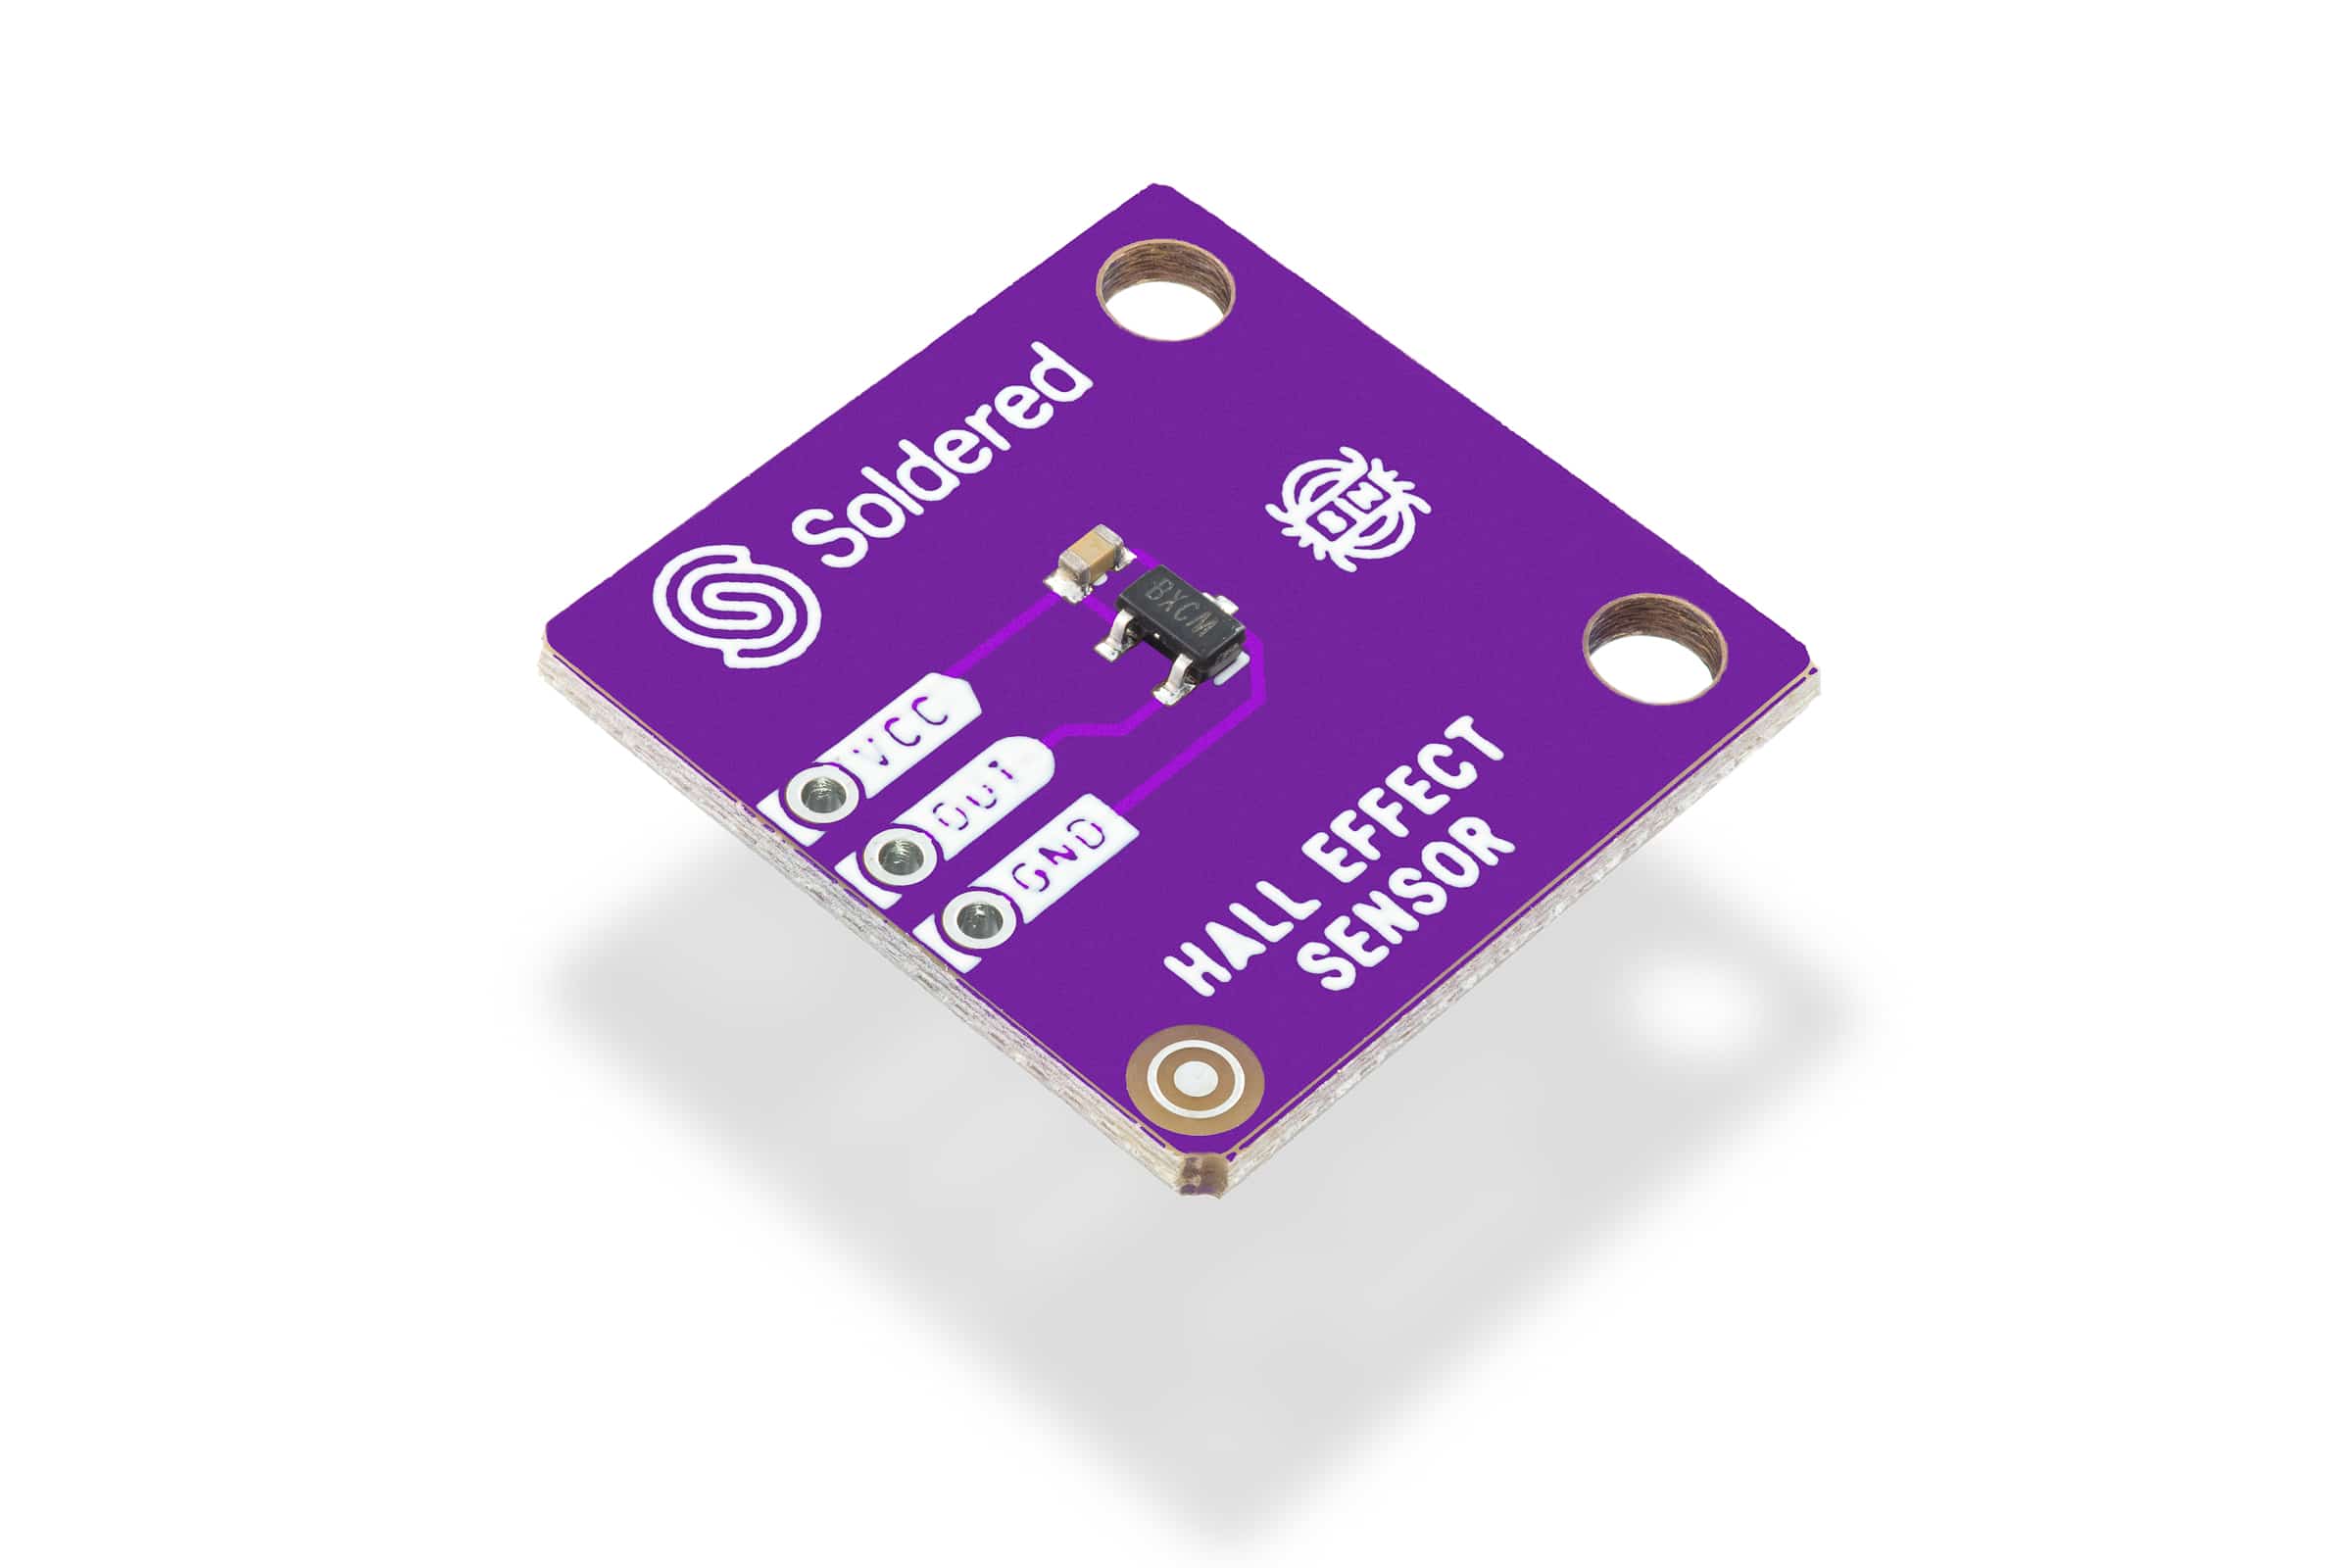 Soldered
BXCM
VCC
OUT
GND
HALL EFFECT
SENSOR